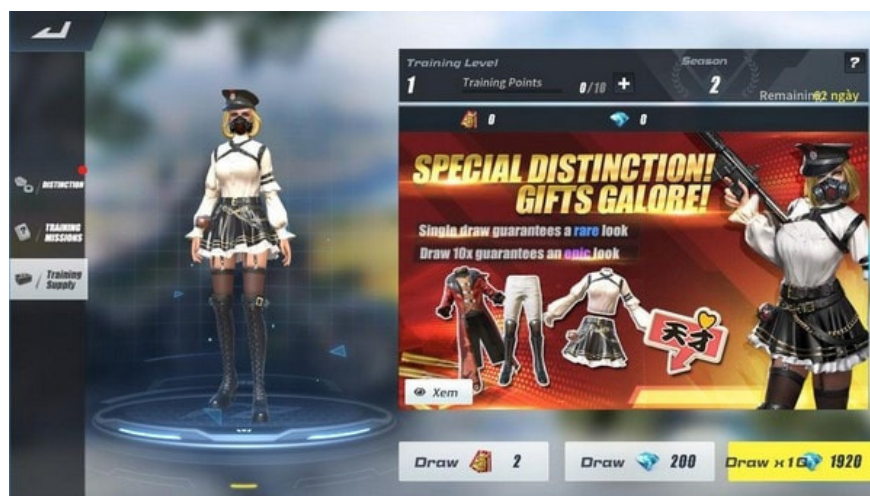 Training Level
Season
?
1
Training Points
0/10 +
2
Remaining 92 ngày
0
0
SPECIAL DISTINCTION!
GIFTS GALORE!
Single draw guarantees a rare look
Draw 10x guarantees an epic look
天才
Xem
DISTINCTION
TRAINING
MISSIONS
Training
Supply
Draw 2
Draw 200
Draw x10 1920